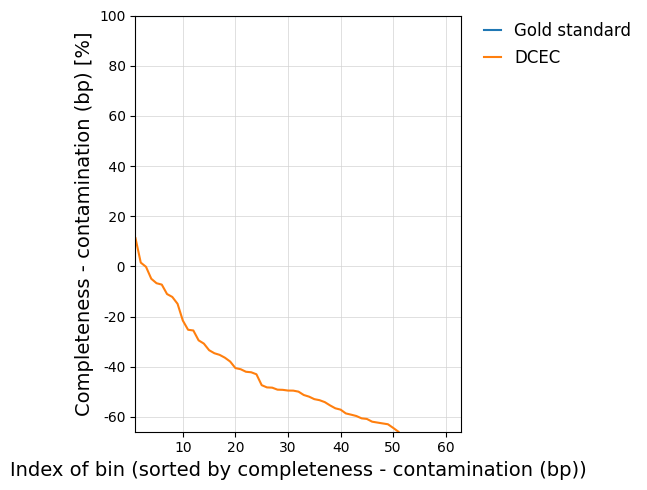 Completeness - contamination (bp) [%]
100
80
60
40
20
0
-20
-40
-60
10 20 30 40 50 60
Index of bin (sorted by completeness - contamination (bp))
Gold standard
DCEC